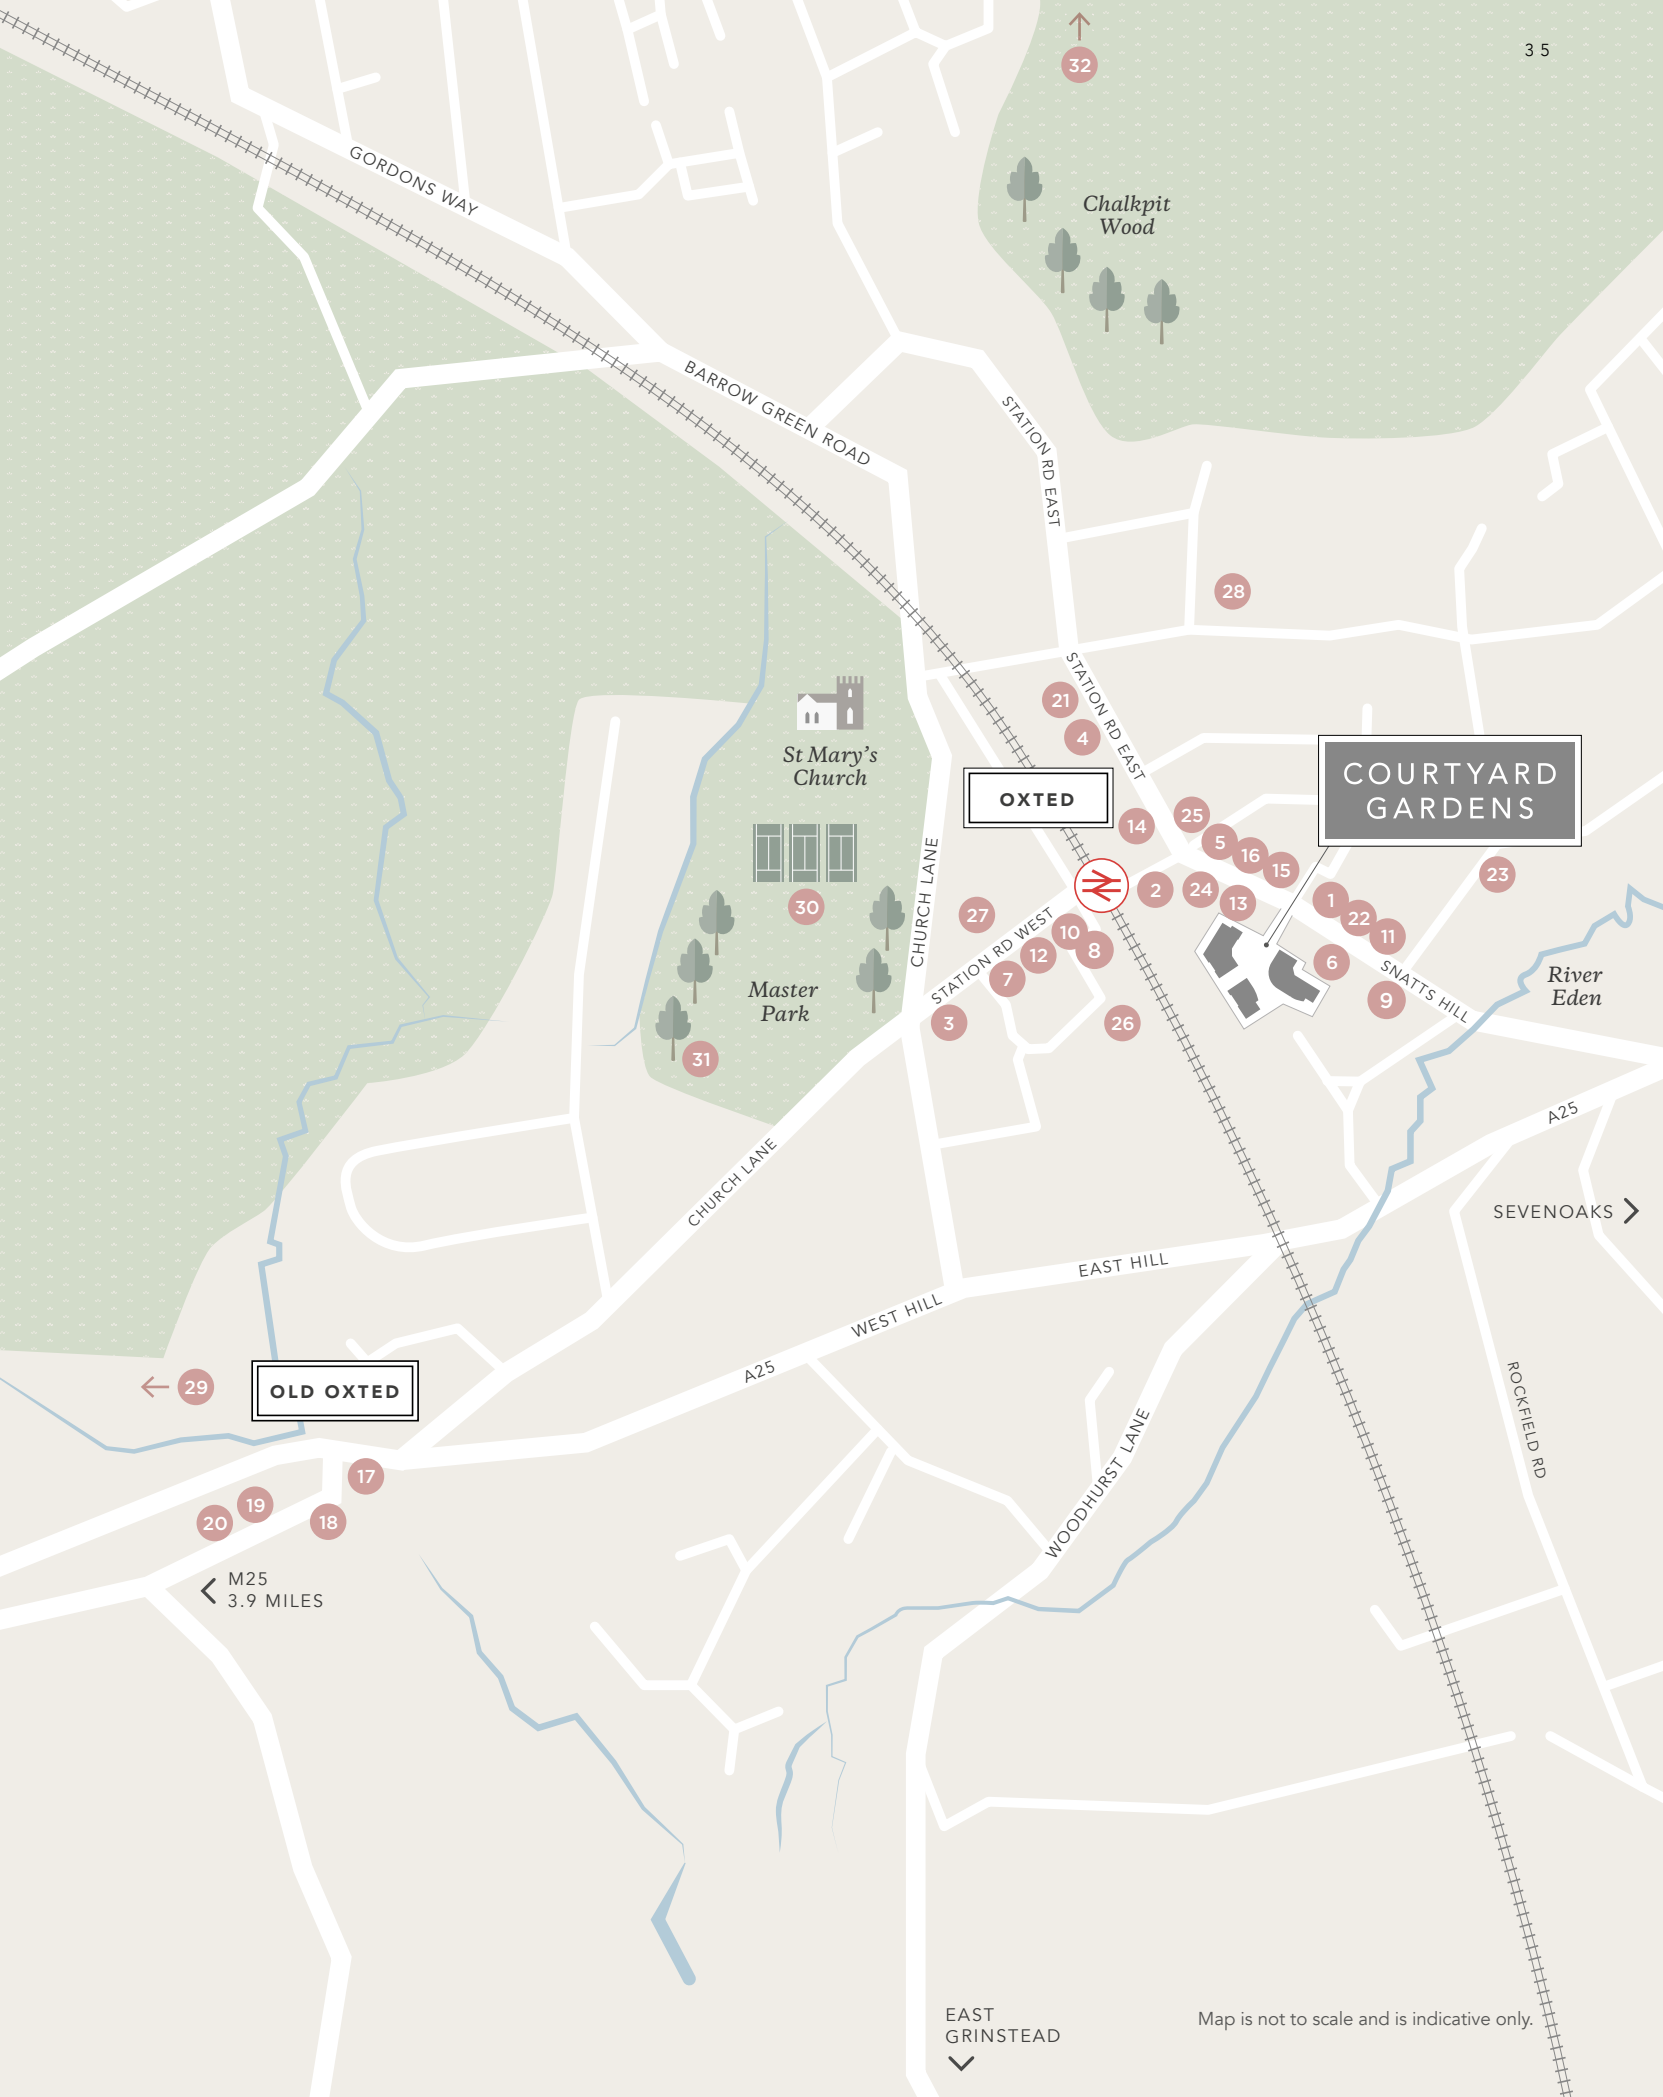 35
32
GORDONS WAY
Chalkpit
Wood
BARROW GREEN ROAD
STATION RD EAST
28
STATION RD EAST
21
4
St Mary's
Church
COURTYARD
GARDENS
OXTED
25
14
5
16
15
23
CHURCH LANE
2
24
13
1
22
11
30
27
STATION RD WEST
10
8
12
7
6
SNATTS HILL
9
River
Eden
Master
Park
3
26
31
A25
CHURCH LANE
SEVENOAKS
EAST HILL
WEST HILL
A25
29
OLD OXTED
ROCKFIELD RD
WOODHURST LANE
17
19
20
18
M25
3.9 MILES
EAST
GRINSTEAD
Map is not to scale and is indicative only.